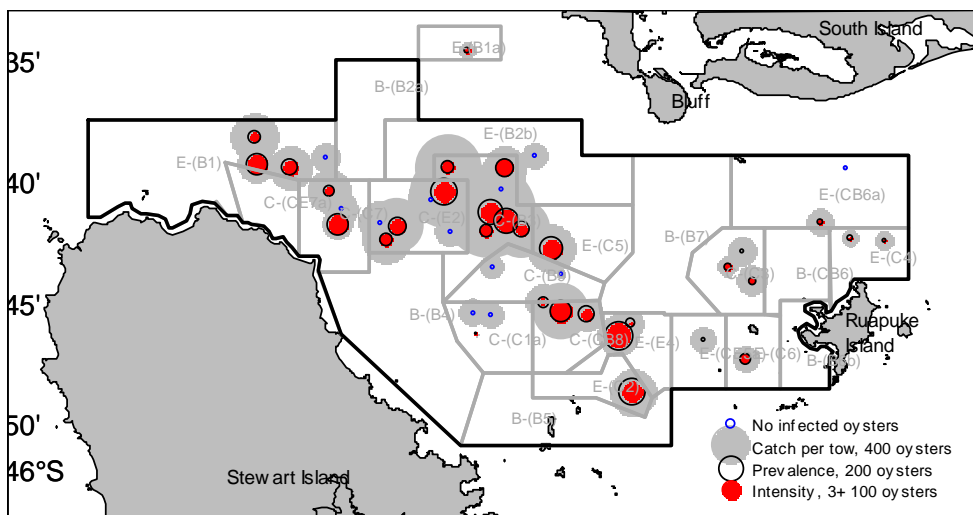 South Island
35'
E-(B1a)
B-(B2a)
Bluff
E-(B2b)
E-(B1)
40'
C-(CE7a)
E-(CB6a)
C-(E2)
E-(C5)
B-(B7)
E-(C4)
B-(CB6)
45'
B-(B4)
C-(C1a)
C-(CB8)
E-(E4)
Ruapuke
Island
50'
B-(B5)
No infected oysters
Catch per tow, 400 oysters
46°S
Stewart Island
Prevalence, 200 oysters
Intensity, 3+ 100 oysters